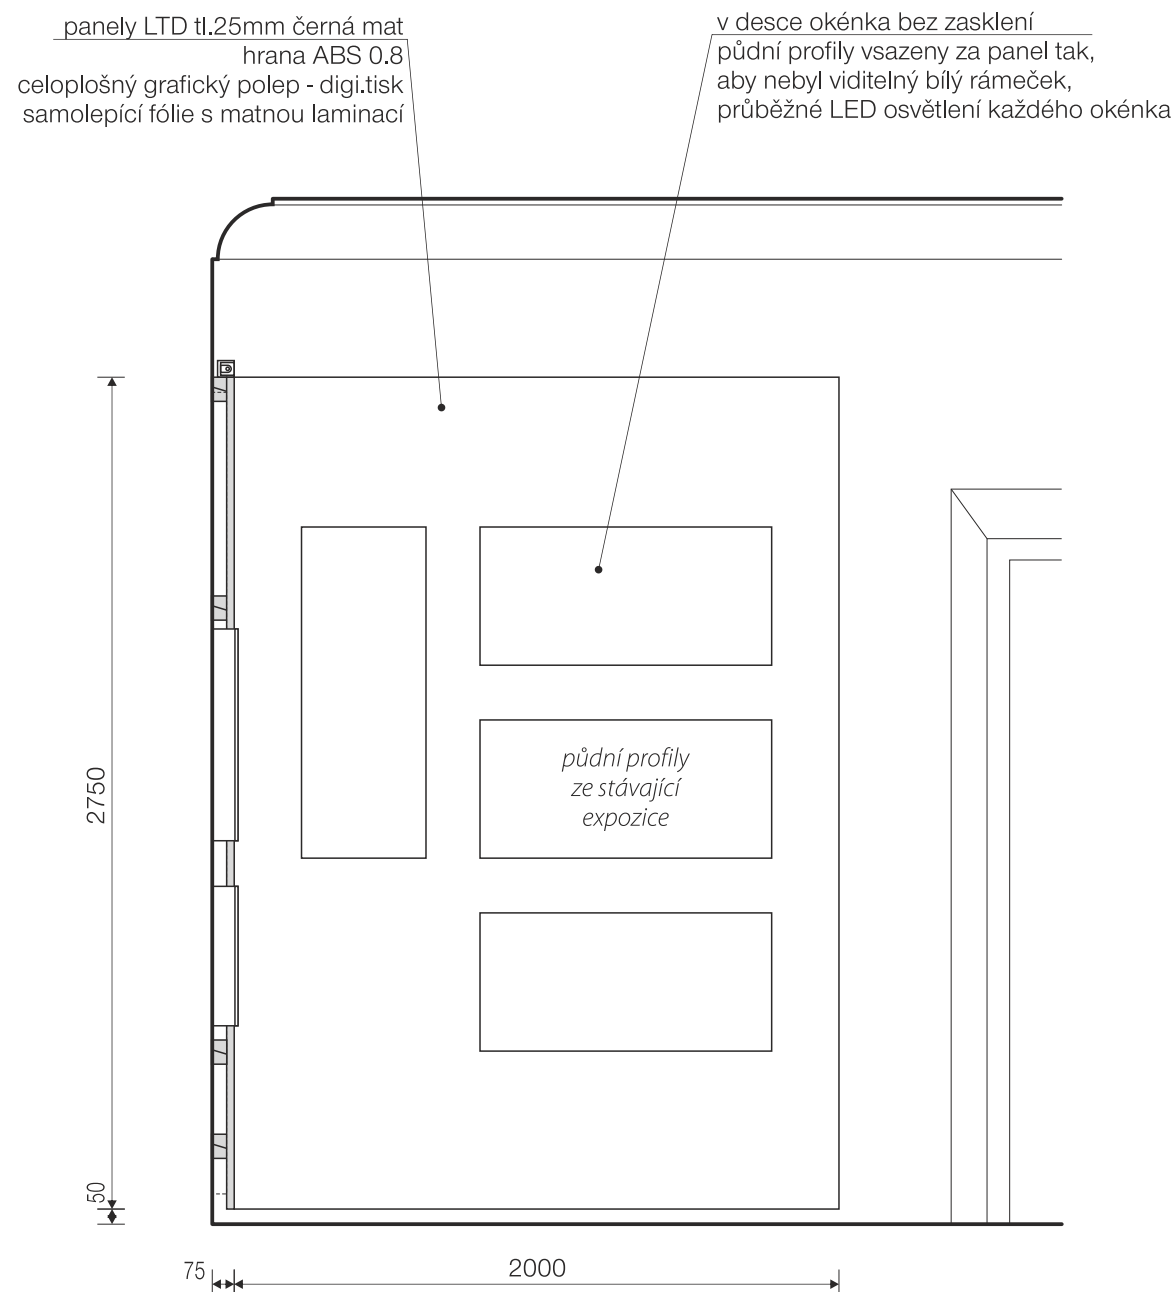 panely LTD tl.25mm černá mat
hrana ABS 0.8
celoplošný grafický polep - digi.tisk
samolepící fólie s matnou laminací
v desce okénka bez zasklení
půdní profily vsazeny za panel tak,
aby nebyl viditelný bílý rámeček,
průběžné LED osvětlení každého okénka
půdní profily
ze stávající
expozice
2750
50
75
2000